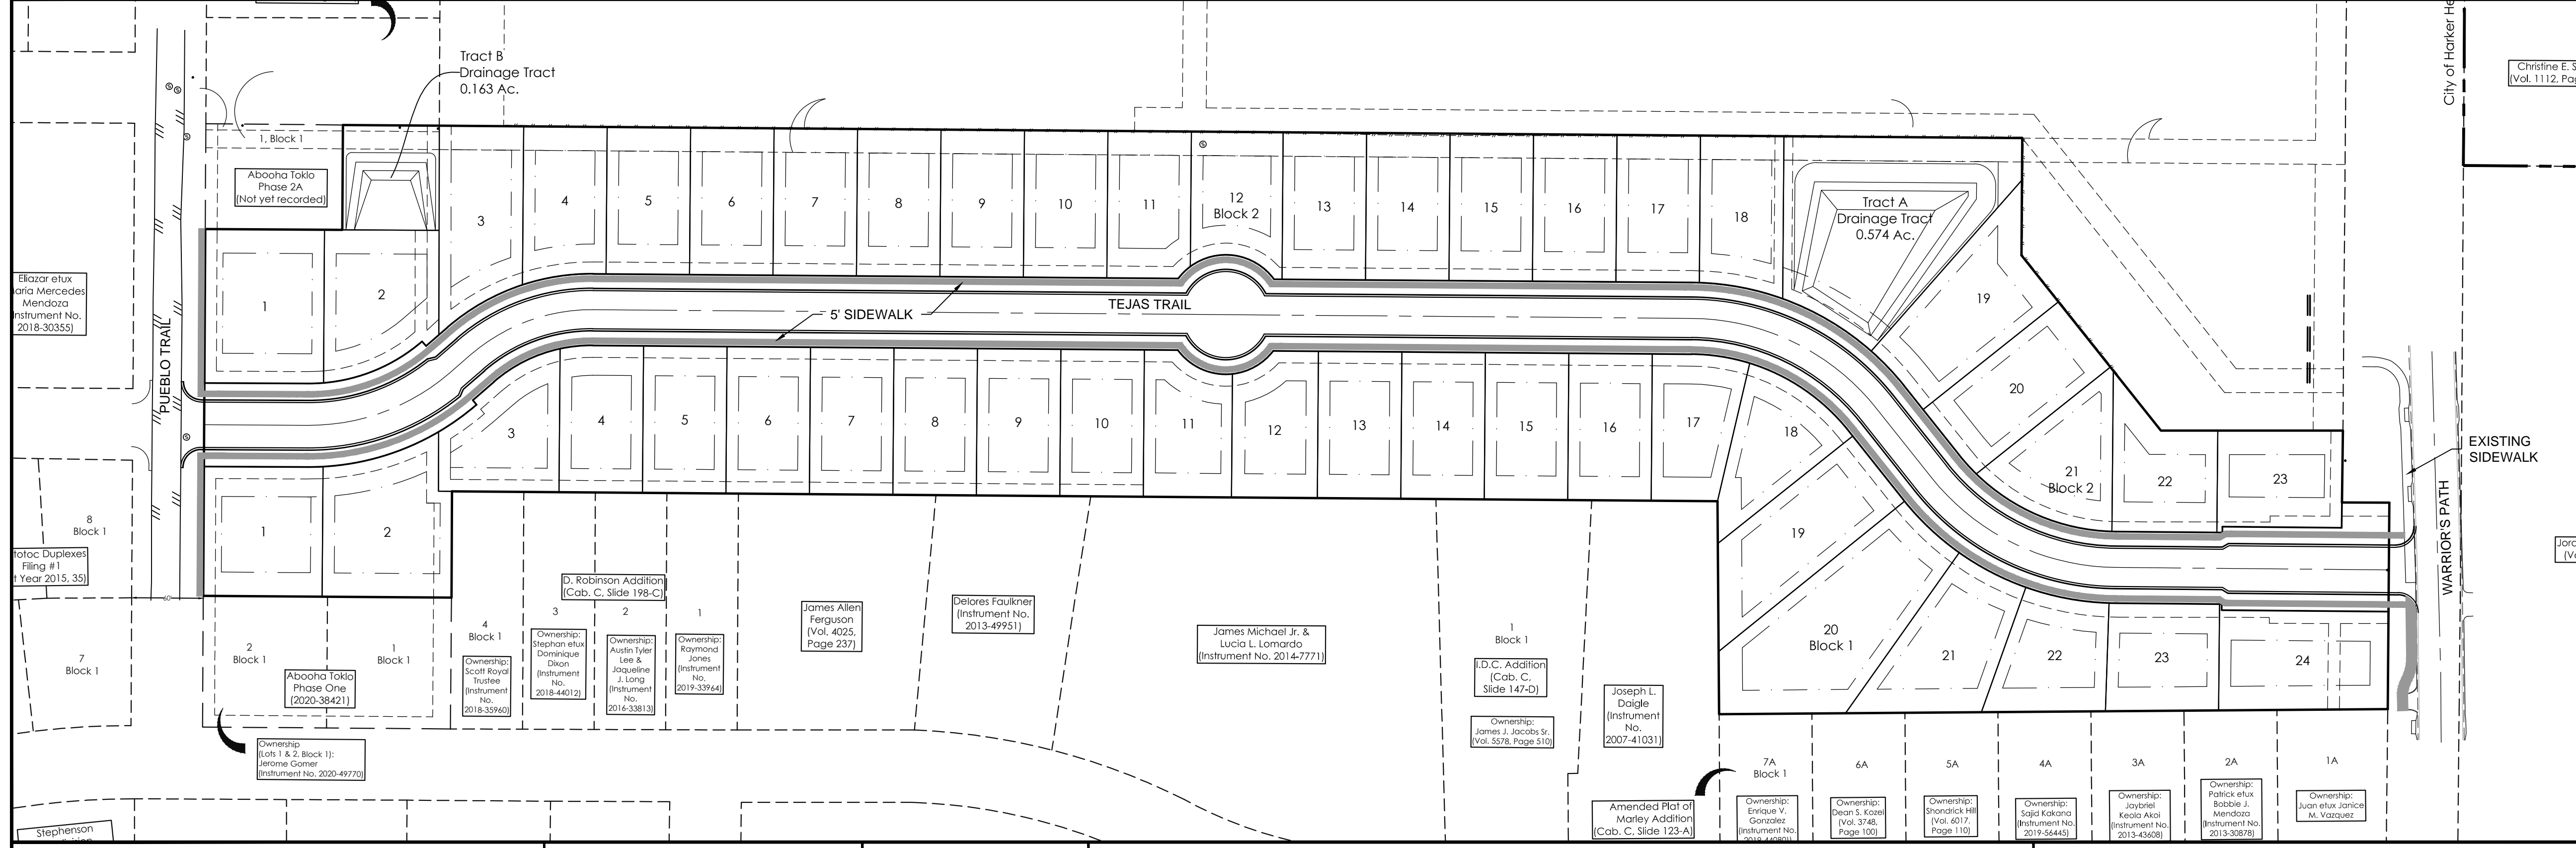 Tract B
Drainage Tract
0.163 Ac.
City of Harker He
Christine E. S
(Vol. 1112, Pag
1, Block 1
Abooha Toklo
Phase 2A
(Not yet recorded)
3
4
5
6
7
8
9
10
11
12
Block 2
13
14
15
16
17
18
Tract A
Drainage Tract
0.574 Ac.
Eliazar etux
aria Mercedes
Mendoza
Instrument No.
2018-30355)
PUEBLO TRAIL
1
2
5' SIDEWALK
TEJAS TRAIL
19
20
21
Block 2
22
23
EXISTING
SIDEWALK
WARRIOR'S PATH
3
4
5
6
7
8
9
10
11
12
13
14
15
16
17
18
19
20
Block 1
21
22
23
24
1
2
8
Block 1
totoc Duplexes
Filing #1
t Year 2015, 35)
7
Block 1
2
Block 1
1
Block 1
Abooha Toklo
Phase One
(2020-38421)
Ownership
(Lots 1 & 2, Block 1):
Jerome Gomer
(Instrument No. 2020-49770)
4
Block 1
Ownership:
Scott Royal
Trustee
(Instrument
No.
2018-35960)
D. Robinson Addition
(Cab. C, Slide 198-C)
3
Ownership:
Stephan etux
Dominique
Dixon
(Instrument
No.
2018-44012)
2
Ownership:
Austin Tyler
Lee &
Jaqueline
J. Long
(Instrument
No.
2016-33813)
1
Ownership:
Raymond
Jones
(Instrument
No.
2019-33964)
James Allen
Ferguson
(Vol. 4025,
Page 237)
Delores Faulkner
(Instrument No.
2013-49951)
James Michael Jr. &
Lucia L. Lomardo
(Instrument No. 2014-7771)
1
Block 1
I.D.C. Addition
(Cab. C,
Slide 147-D)
Ownership:
James J. Jacobs Sr.
(Vol. 5578, Page 510)
Joseph L.
Daigle
(Instrument
No.
2007-41031)
Amended Plat of
Marley Addition
(Cab. C, Slide 123-A)
7A
Block 1
Ownership:
Enrique V.
Gonzalez
(Instrument No.
6A
Ownership:
Dean S. Kozei
(Vol. 3748,
Page 100)
5A
Ownership:
Shondrick Hill
(Vol. 6017,
Page 110)
4A
Ownership:
Sajid Kakana
(Instrument No.
2019-56445)
3A
Ownership:
Jaybriel
Keola Akoi
(Instrument No.
2013-43608)
2A
Ownership:
Patrick etux
Bobbie J.
Mendoza
(Instrument No.
2013-30878)
1A
Ownership:
Juan etux Janice
M. Vazquez
Jord
(Vo
Stephenson